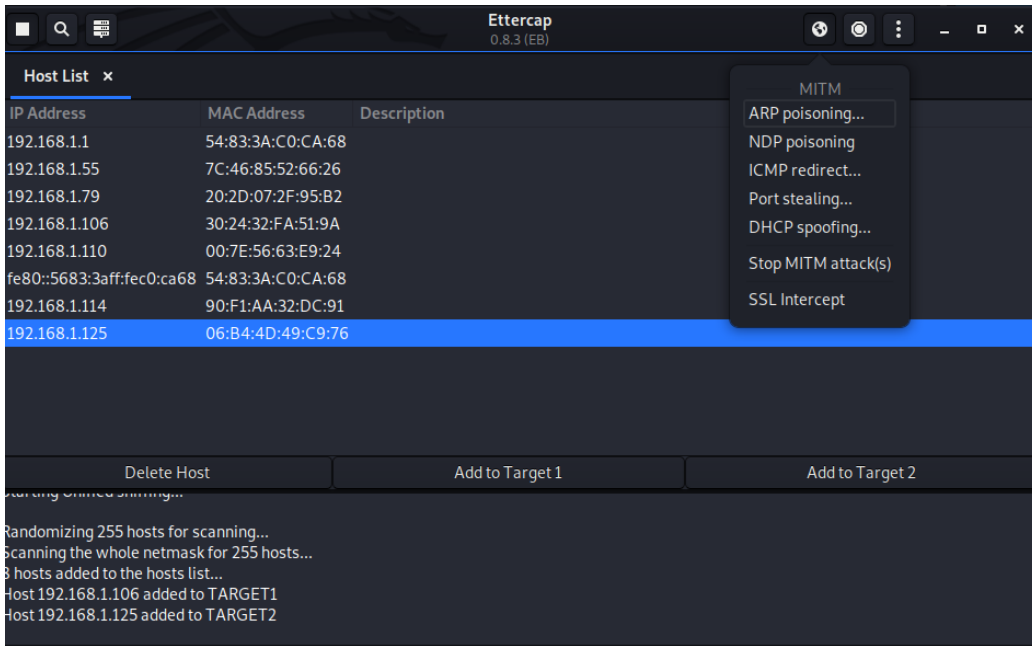 Ettercap
0.8.3 (EB)
Host List ×
MITM
IP Address MAC Address Description
ARP poisoning...
192.168.1.1 54:83:3A:C0:CA:68
NDP poisoning
192.168.1.55 7C:46:85:52:66:26
ICMP redirect...
192.168.1.79 20:2D:07:2F:95:B2
Port stealing...
192.168.1.106 30:24:32:FA:51:9A
DHCP spoofing...
192.168.1.110 00:7E:56:63:E9:24
Stop MITM attack(s)
fe80::5683:3aff:fec0:ca68 54:83:3A:C0:CA:68
SSL Intercept
192.168.1.114 90:F1:AA:32:DC:91
192.168.1.125 06:B4:4D:49:C9:76
Delete Host Add to Target 1 Add to Target 2
Starting Unified sniffing...
Randomizing 255 hosts for scanning...
Scanning the whole netmask for 255 hosts...
8 hosts added to the hosts list...
Host 192.168.1.106 added to TARGET1
Host 192.168.1.125 added to TARGET2